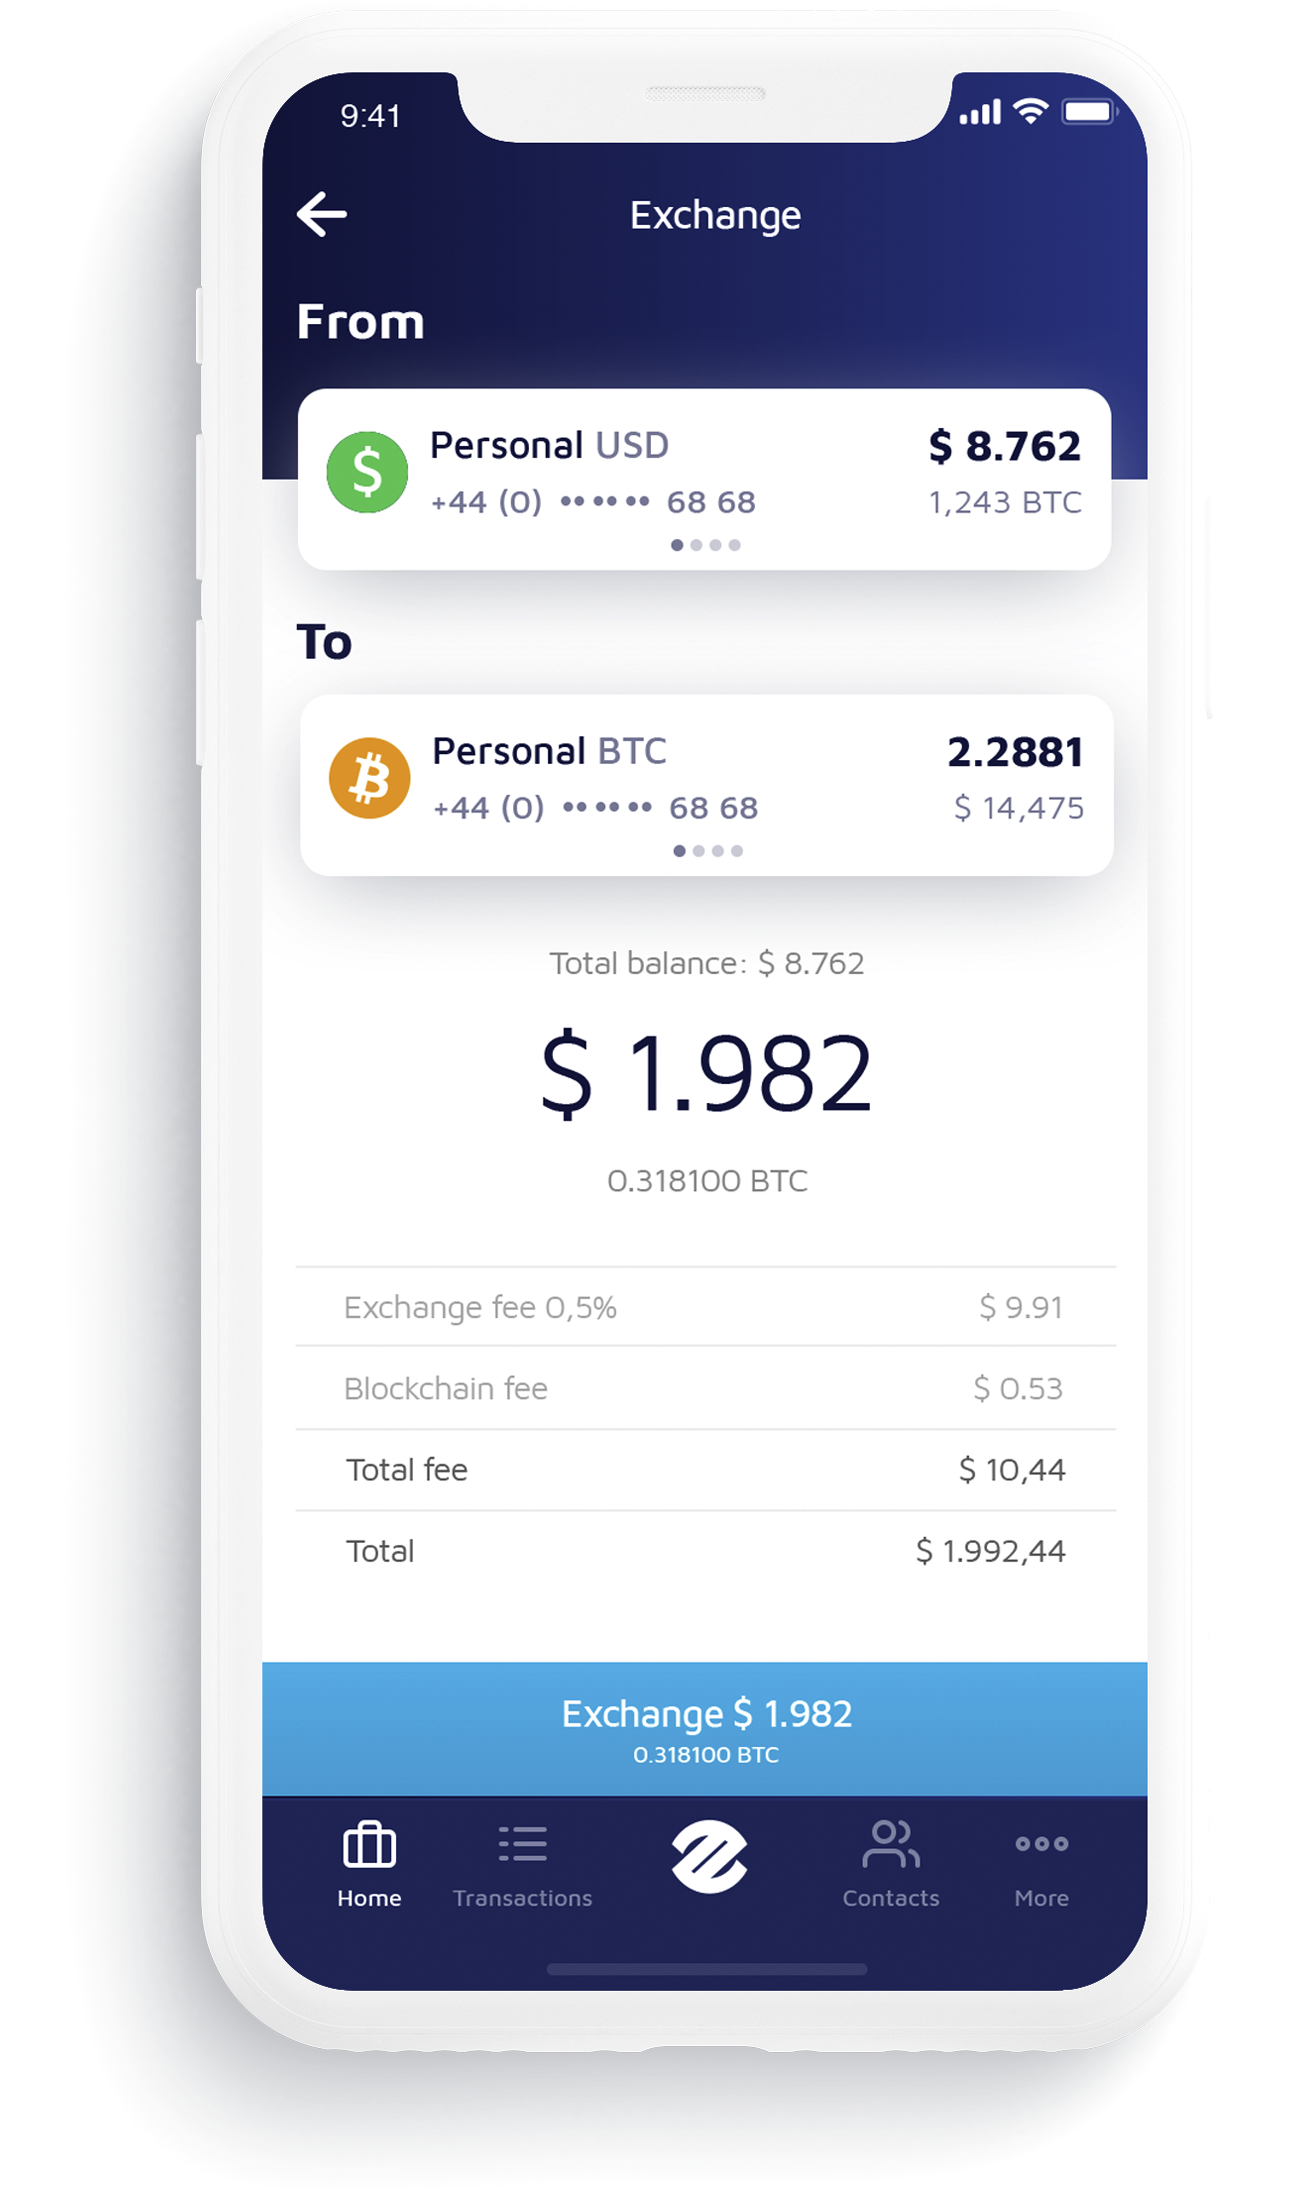 9:41
Exchange
From
Personal USD
$ 8.762
+44 (0) •• •• •• 68 68
1,243 BTC
To
Personal BTC
2.2881
+44 (0) •• •• •• 68 68
$ 14,475
Total balance: $ 8.762
$ 1.982
0.318100 BTC
Exchange fee 0,5%
$ 9.91
Blockchain fee
$ 0.53
Total fee
$ 10,44
Total
$ 1.992,44
Exchange $ 1.982
0.318100 BTC
Home
Transactions
Contacts
More